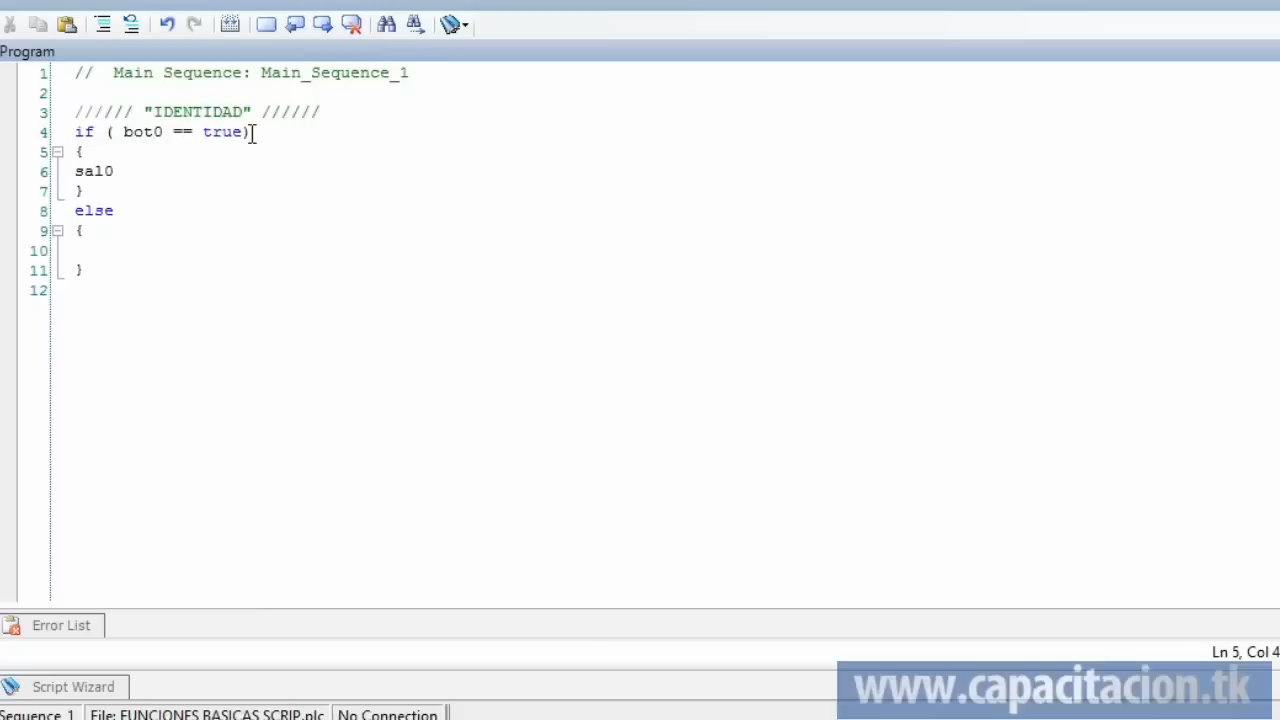 Program
1 // Main Sequence: Main_Sequence_1
2
3 ////// "IDENTIDAD" //////
4 if ( bot0 == true)
5 {
6 sal0
7 }
8 else
9 {
10
11 }
12
Error List
Ln 5, Col 4
Script Wizard
www.capacitacion.tk
Sequence_1 File: FUNCIONES BASICAS SCRIP.plc No Connection